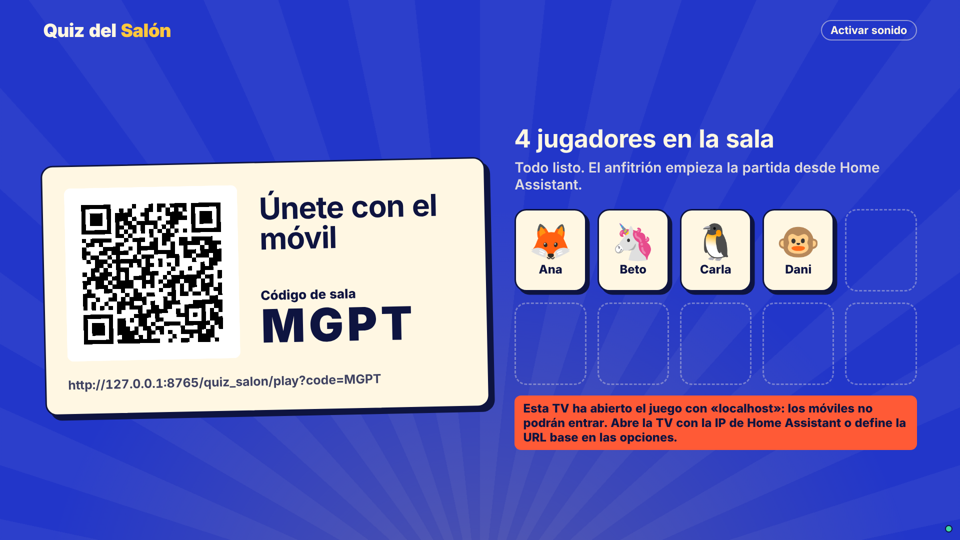 Quiz del Salón
Activar sonido
Únete con el
móvil
Código de sala
MGPT
http://127.0.0.1:8765/quiz_salon/play?code=MGPT
4 jugadores en la sala
Todo listo. El anfitrión empieza la partida desde Home
Assistant.
Ana
Beto
Carla
Dani
Esta TV ha abierto el juego con «localhost»: los móviles no
podrán entrar. Abre la TV con la IP de Home Assistant o define la
URL base en las opciones.